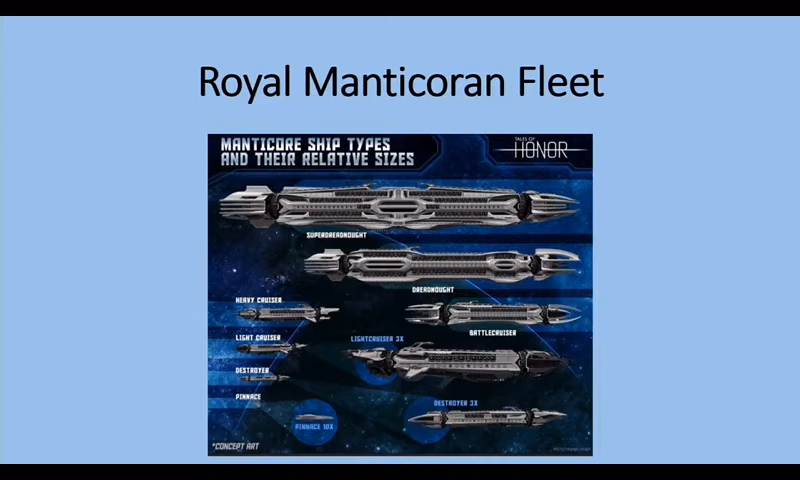 Royal Manticoran Fleet
MANTICORE SHIP TYPES
AND THEIR RELATIVE SIZES
TALES OF
HONOR
SUPERDREADNOUGHT
DREADNOUGHT
HEAVY CRUISER
BATTLECRUISER
LIGHT CRUISER
LIGHTCRUISER 3X
DESTROYER
PINNACE
DESTROYER 3X
PINNACE 10X
*CONCEPT ART